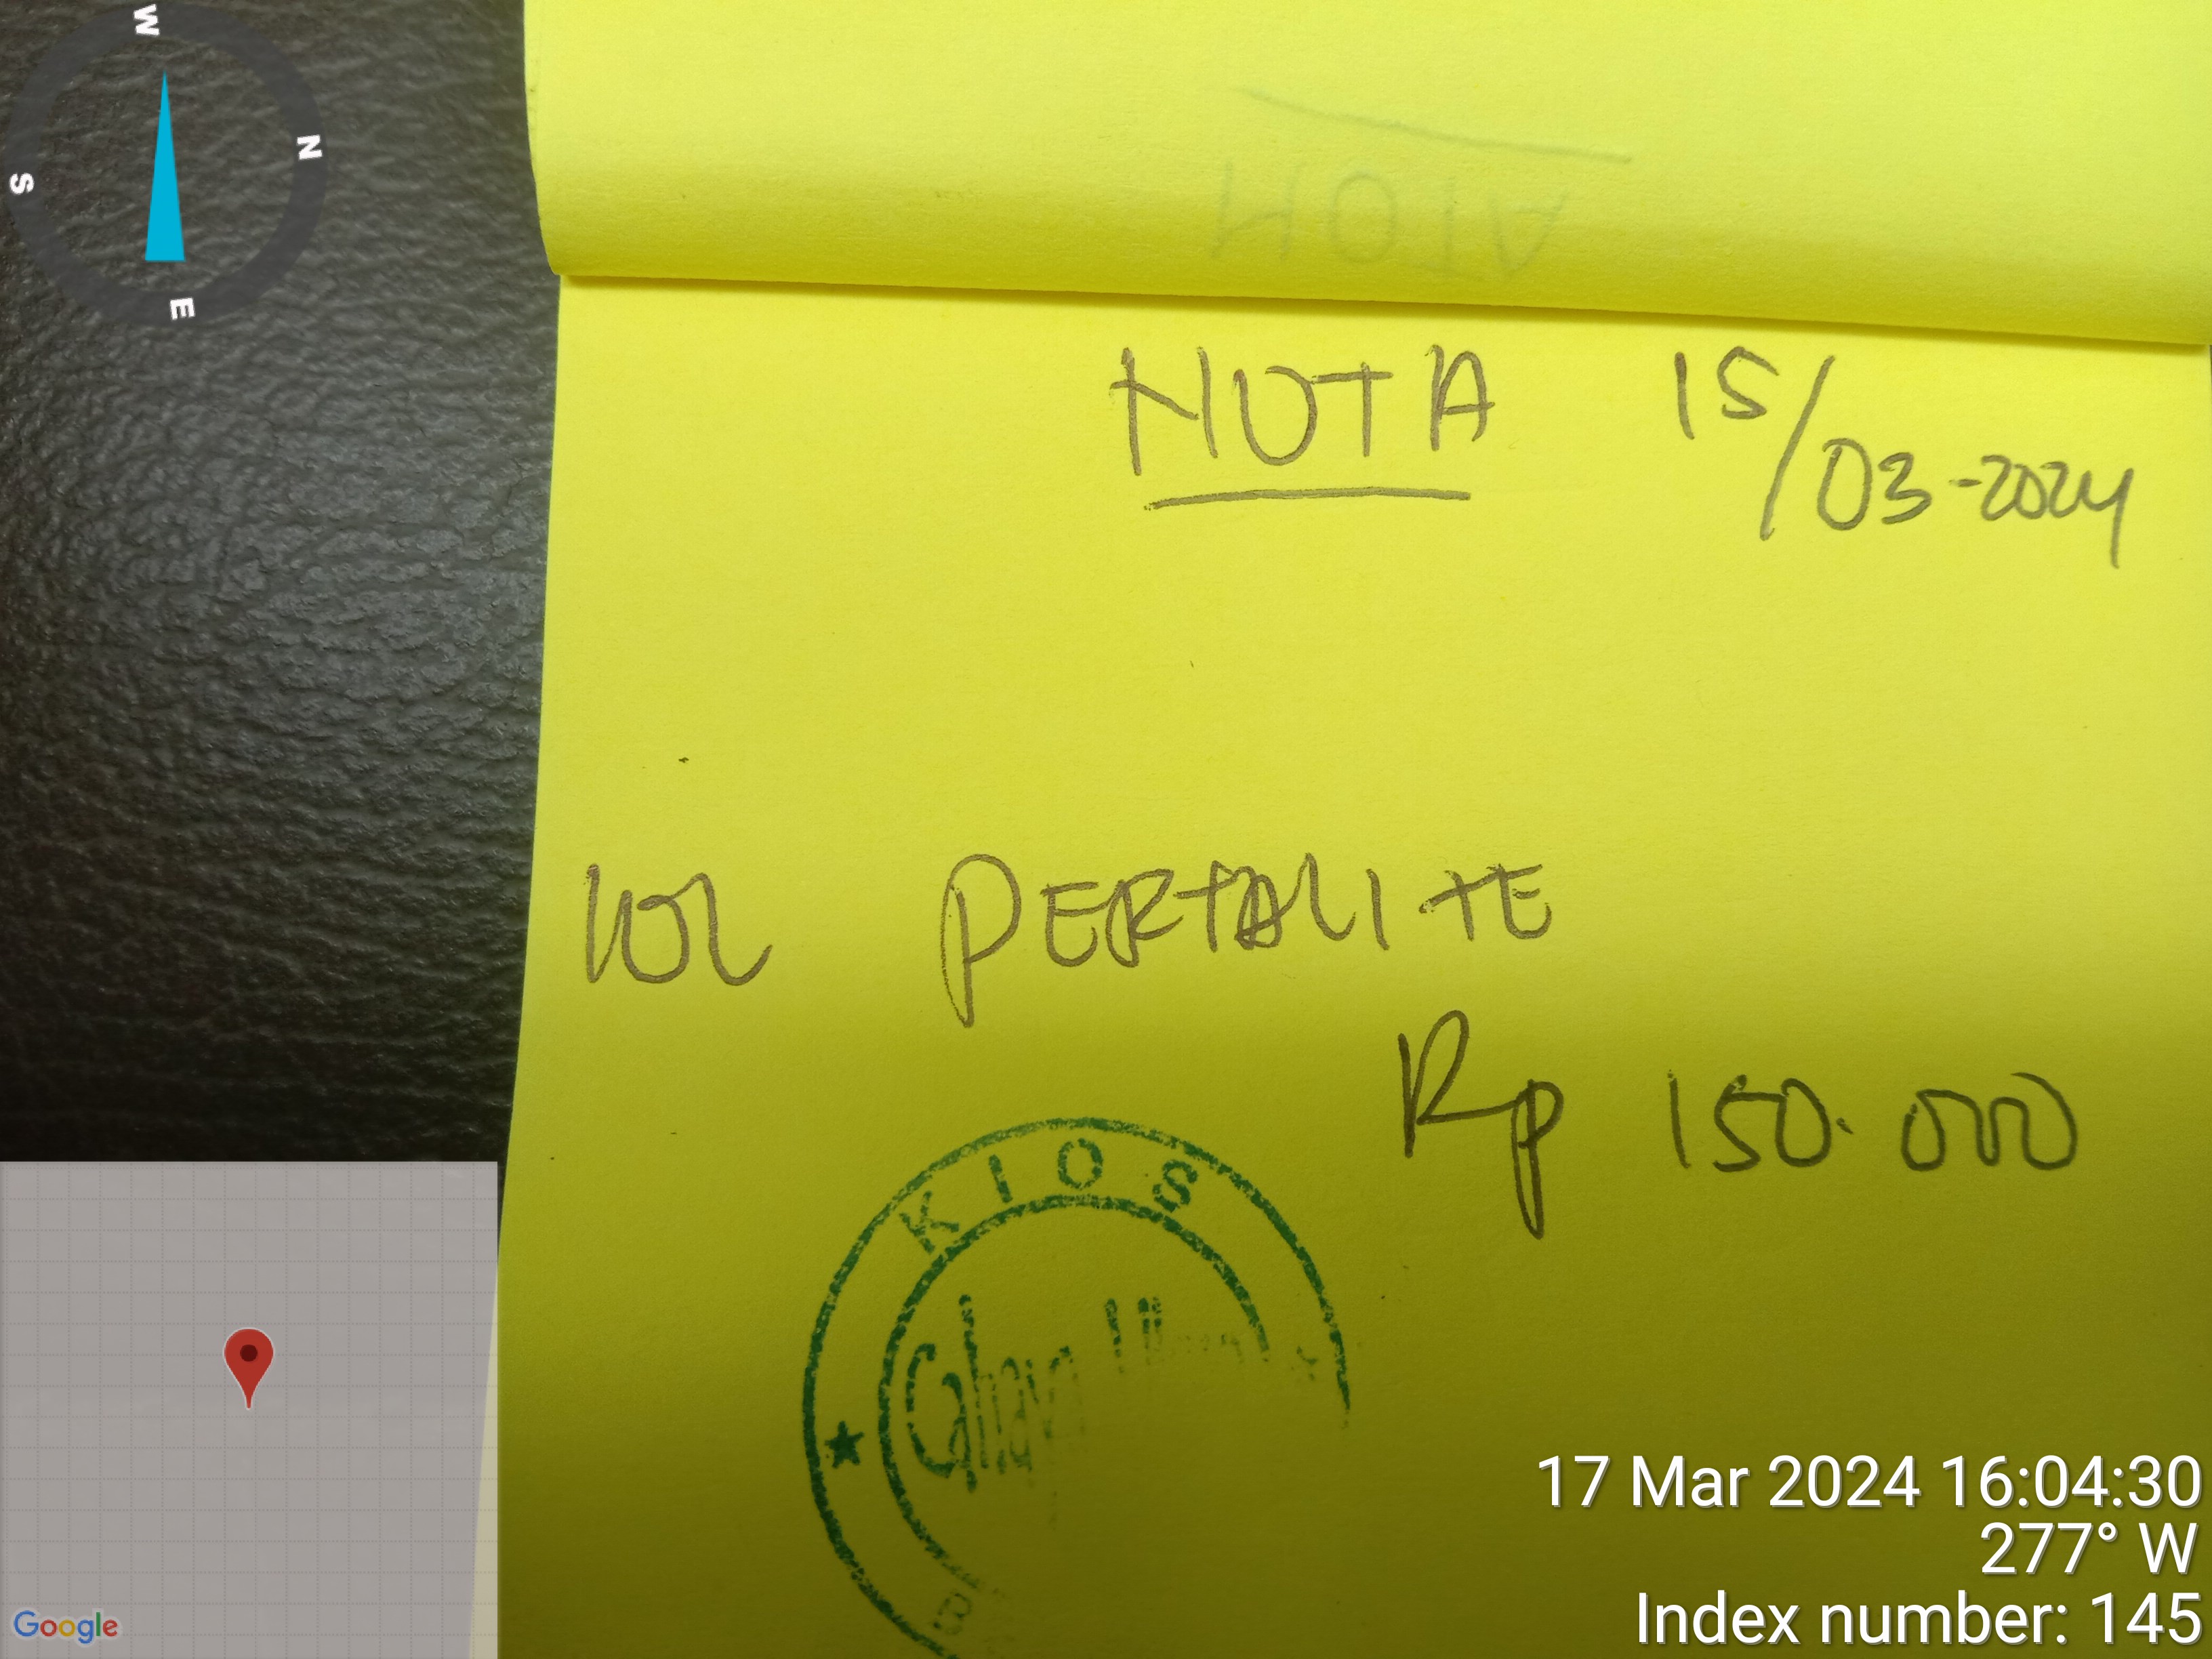 W
N
S
E
NOTA 15/03-2024
10L PERTALITE
Rp 150.000
KIOS
Cahaya
B
Google
17 Mar 2024 16:04:30
277° W
Index number: 145